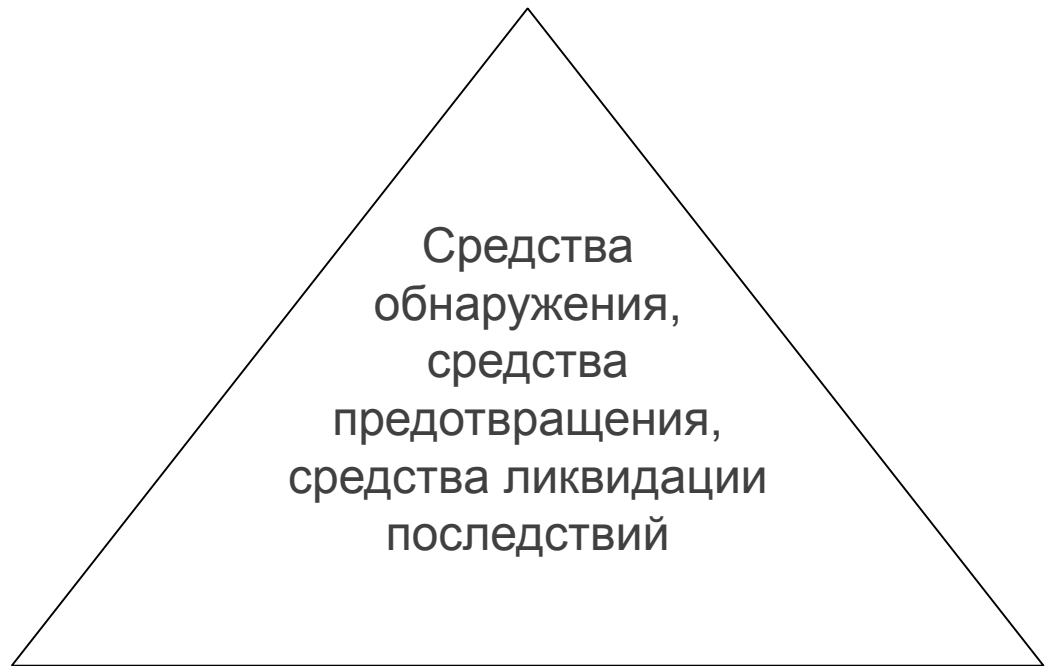 Средства
обнаружения,
средства
предотвращения,
средства ликвидации
последствий